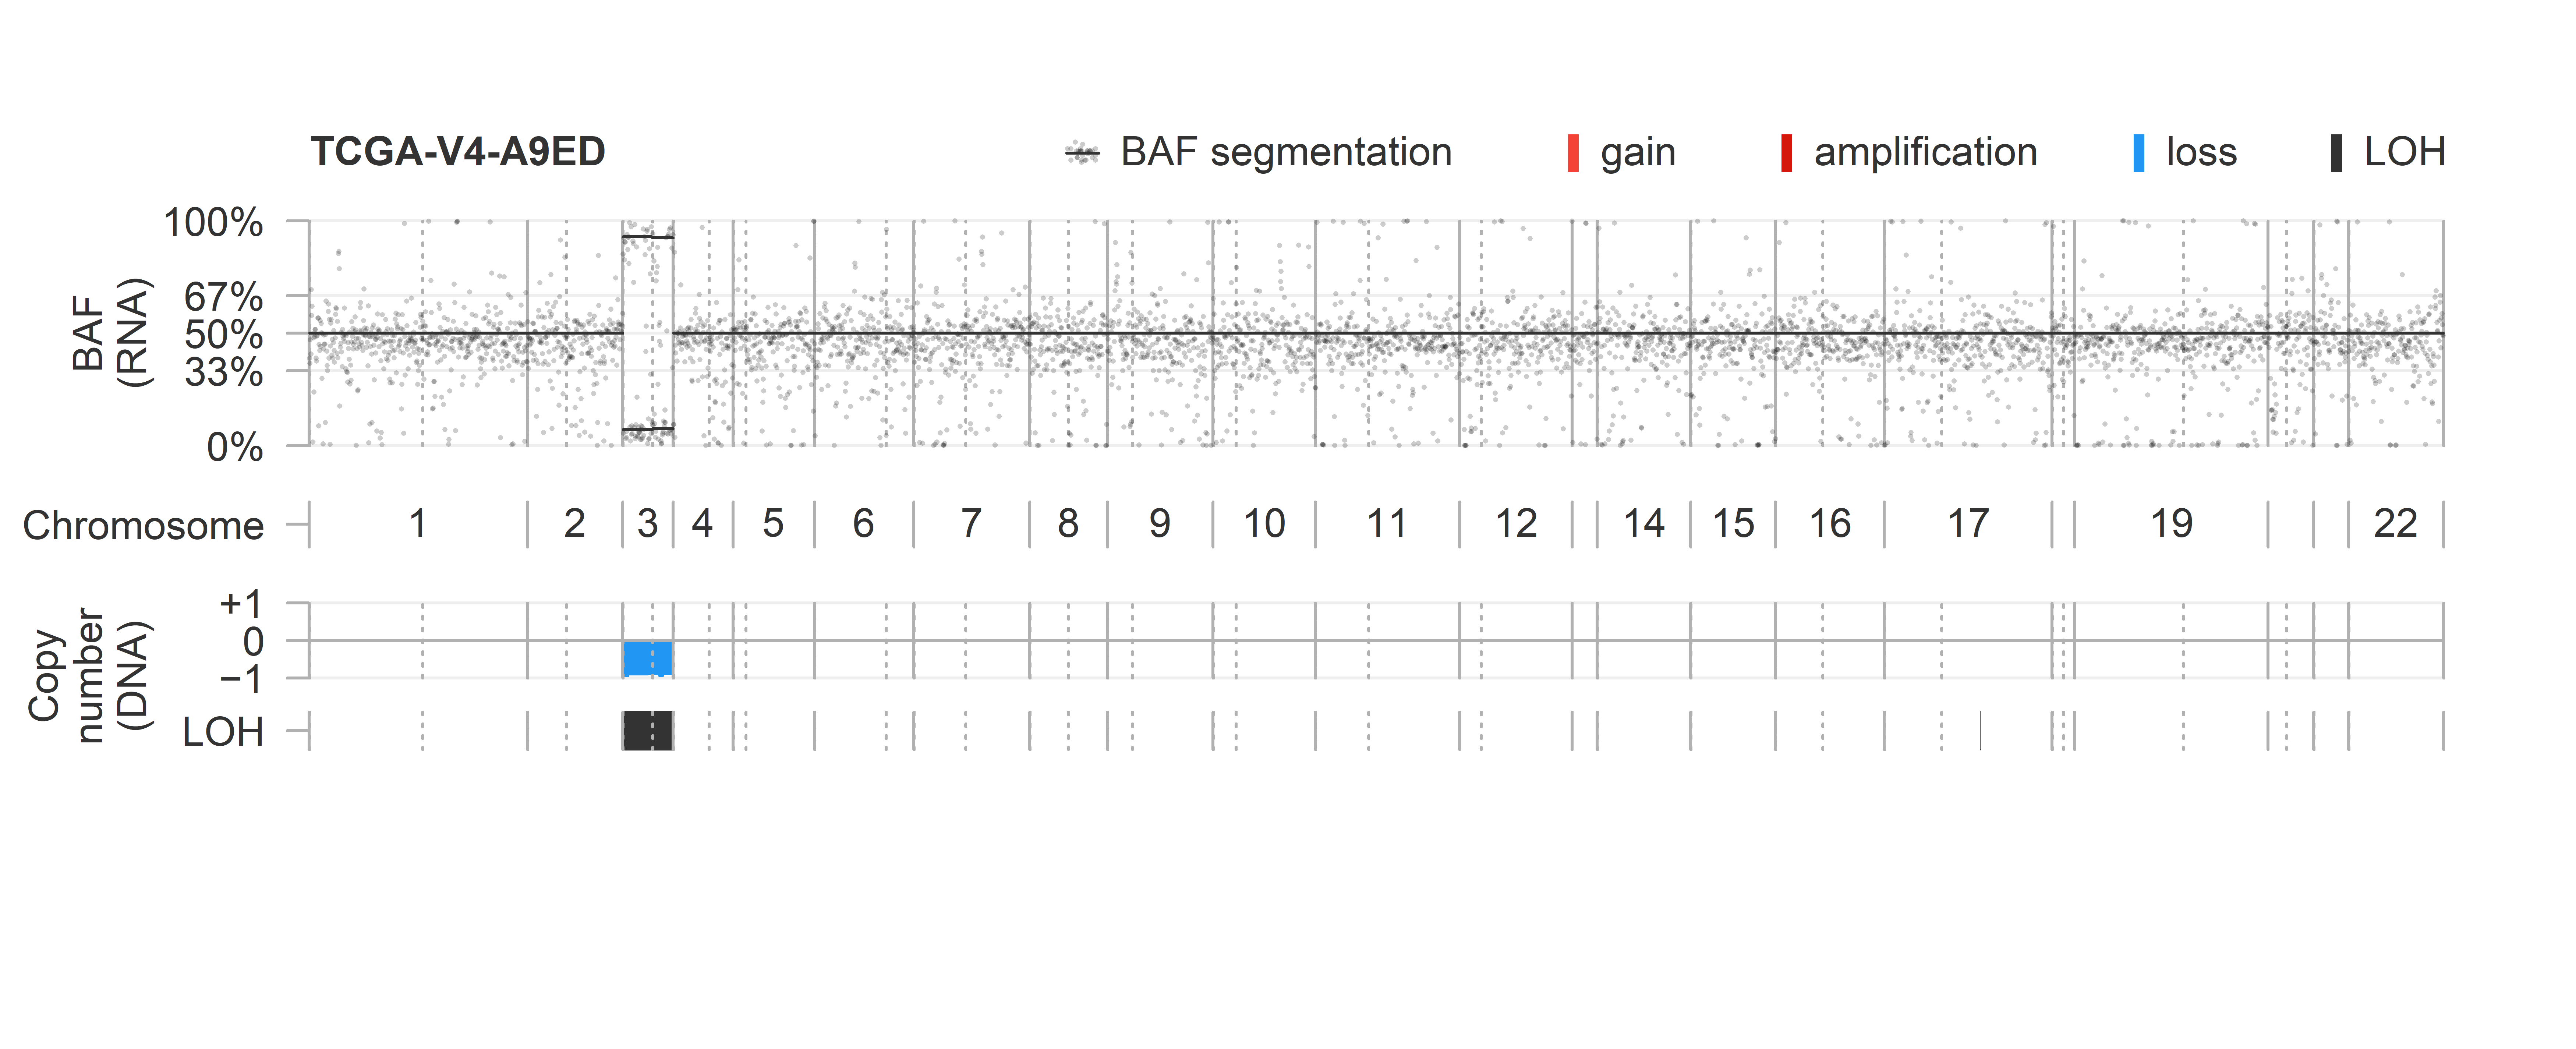 TCGA-V4-A9ED
BAF segmentation
gain
amplification
loss
LOH
BAF
(RNA)
100%
67%
50%
33%
0%
Chromosome
1 2 3 4 5 6 7 8 9 10 11 12 14 15 16 17 19 22
Copy
number
(DNA)
+1
0
−1
LOH